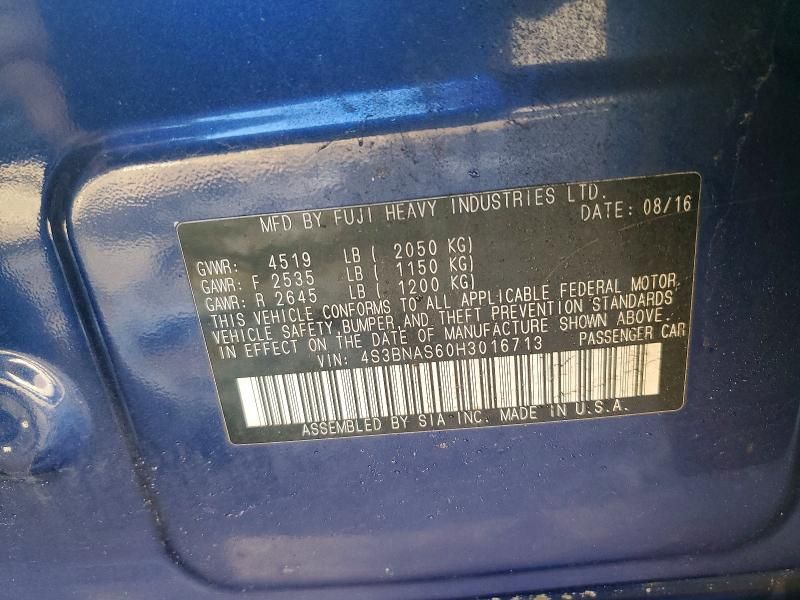 MFD BY FUJI HEAVY INDUSTRIES LTD.
DATE: 08/16
GVWR: 4519 LB ( 2050 KG)
GAWR: F 2535 LB ( 1150 KG)
GAWR: R 2645 LB ( 1200 KG)
THIS VEHICLE CONFORMS TO ALL APPLICABLE FEDERAL MOTOR
VEHICLE SAFETY,BUMPER,AND THEFT PREVENTION STANDARDS
IN EFFECT ON THE DATE OF MANUFACTURE SHOWN ABOVE.
VIN: 4S3BNAS60H3016713 PASSENGER CAR
ASSEMBLED BY SIA INC. MADE IN U.S.A.